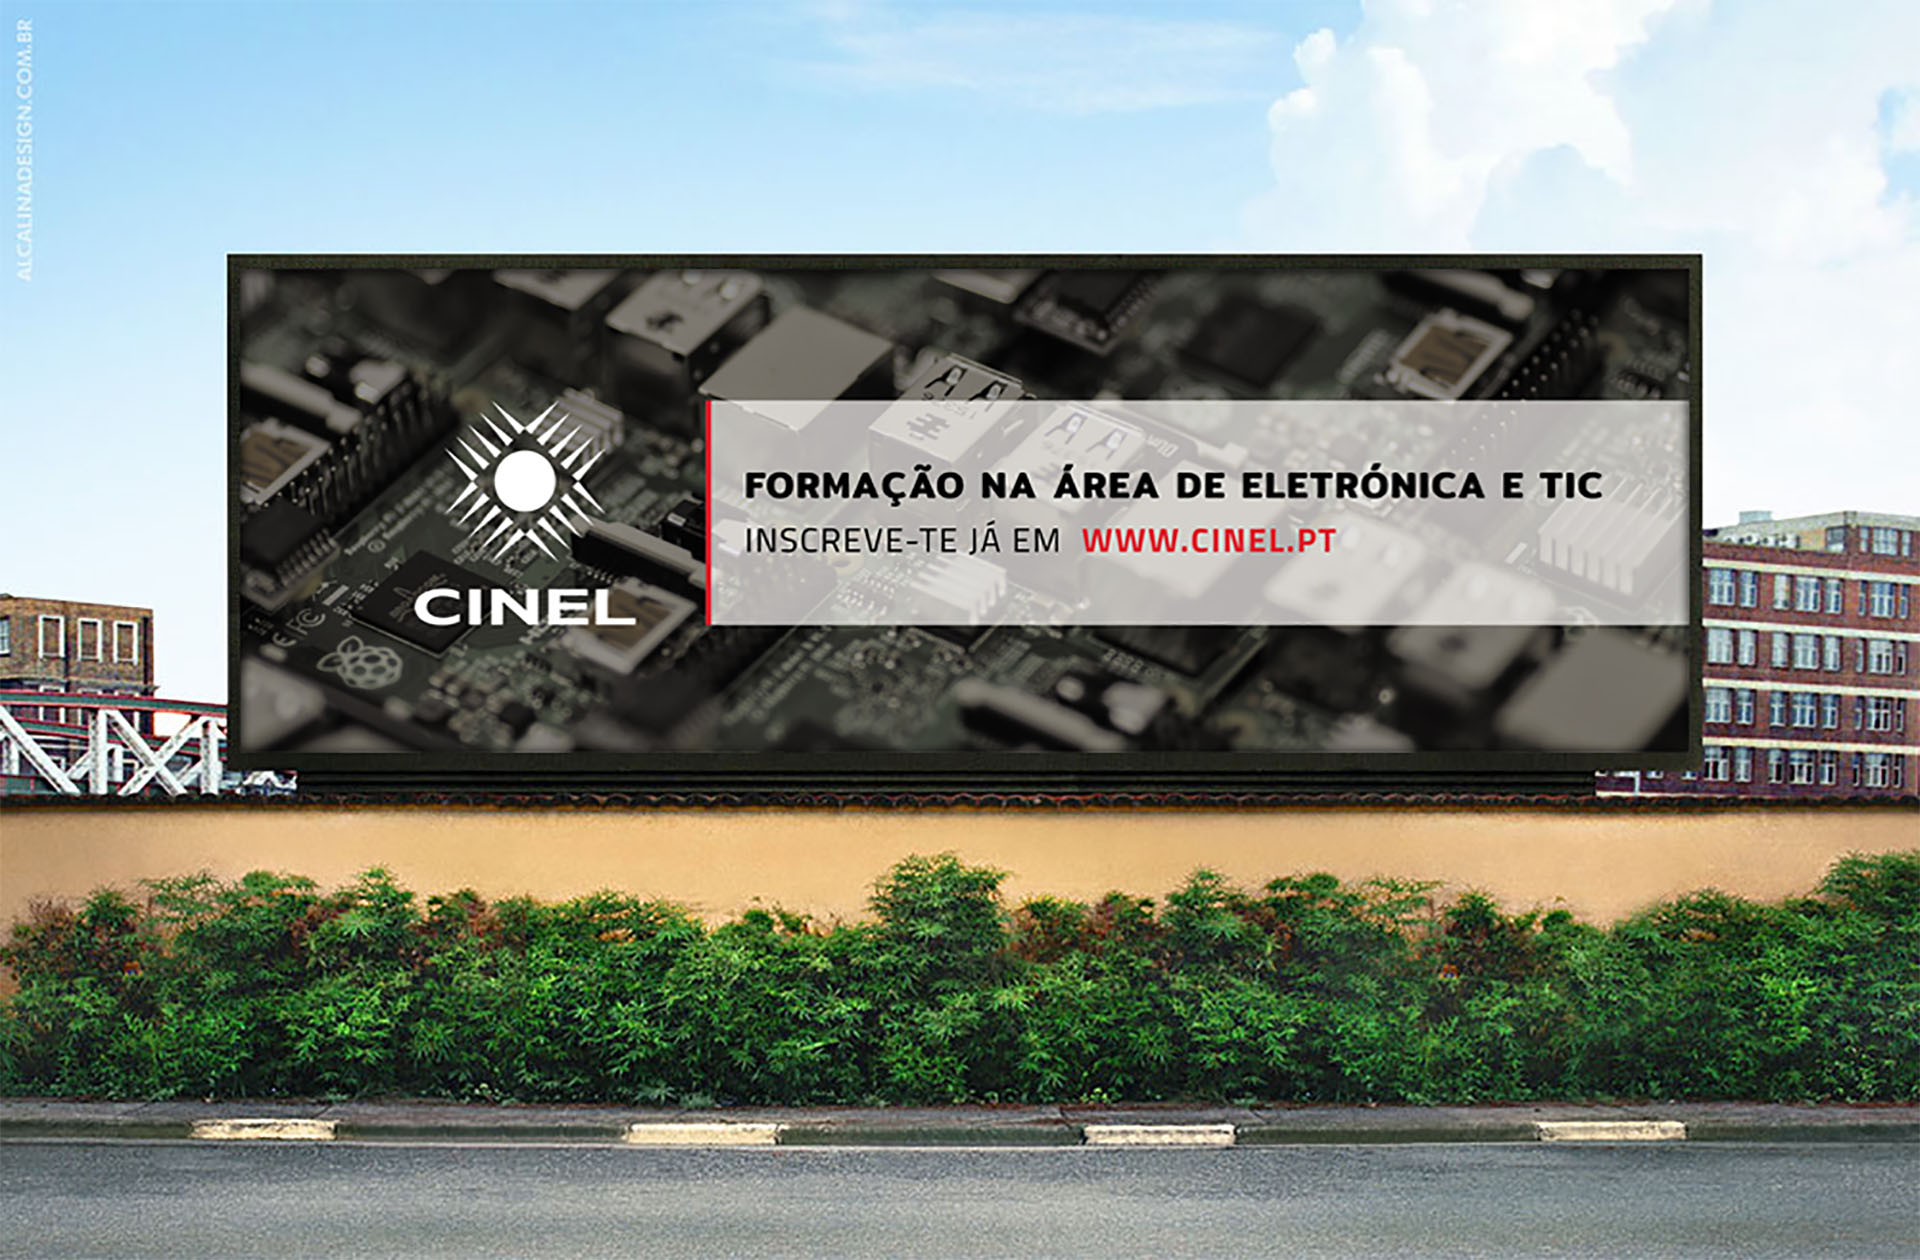 ALCALINADESIGN.COM.BR
FORMAÇÃO NA ÁREA DE ELETRÓNICA E TIC
INSCREVE-TE JÁ EM WWW.CINEL.PT
CINEL